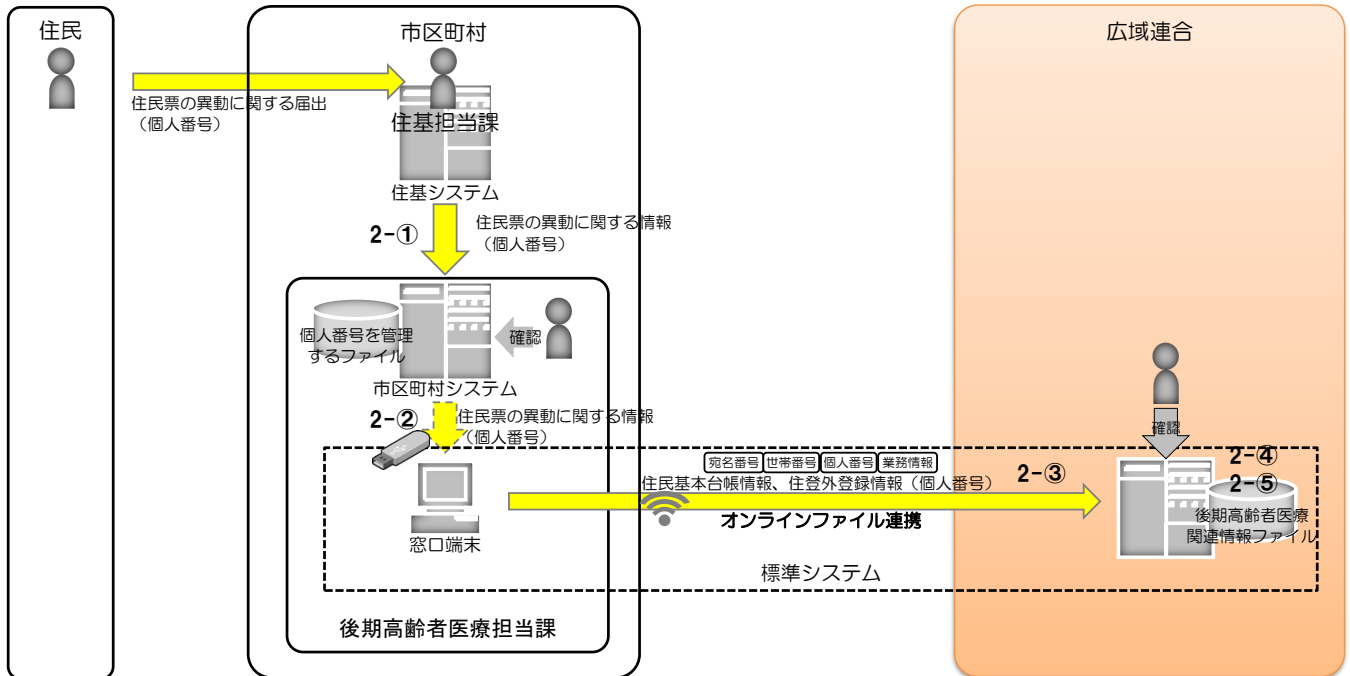 住民
市区町村
広域連合
住民票の異動に関する届出
（個人番号）
住基担当課
住基システム
2-①
住民票の異動に関する情報
（個人番号）
個人番号を管理
するファイル
確認
市区町村システム
2-②
住民票の異動に関する情報
（個人番号）
確認
宛名番号 世帯番号 個人番号 業務情報
住民基本台帳情報、住登外登録情報（個人番号）
2-③
オンラインファイル連携
2-④
2-⑤
後期高齢者医療
関連情報ファイル
窓口端末
標準システム
後期高齢者医療担当課